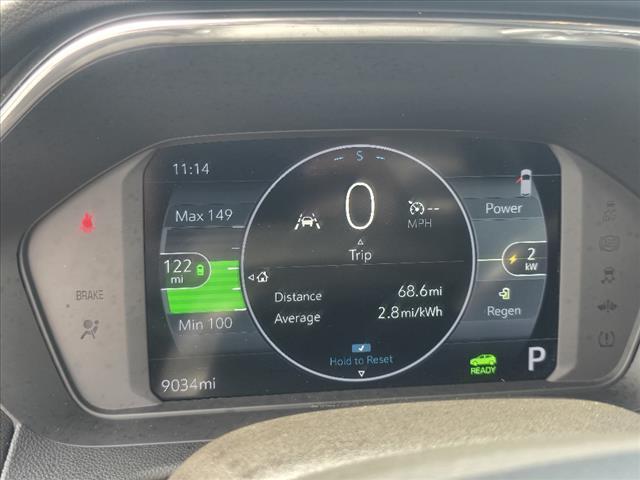 11:14
S
Max 149
0
--
MPH
Power
Trip
122
mi
2
kW
Distance 68.6mi
Average 2.8mi/kWh
Min 100
Regen
BRAKE
Hold to Reset
9034mi
READY
P